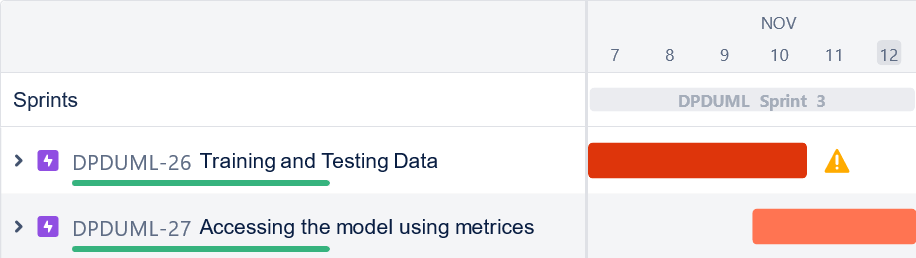 NOV
7 8 9 10 11 12
Sprints
DPDUML Sprint 3
DPDUML-26 Training and Testing Data
DPDUML-27 Accessing the model using metrices